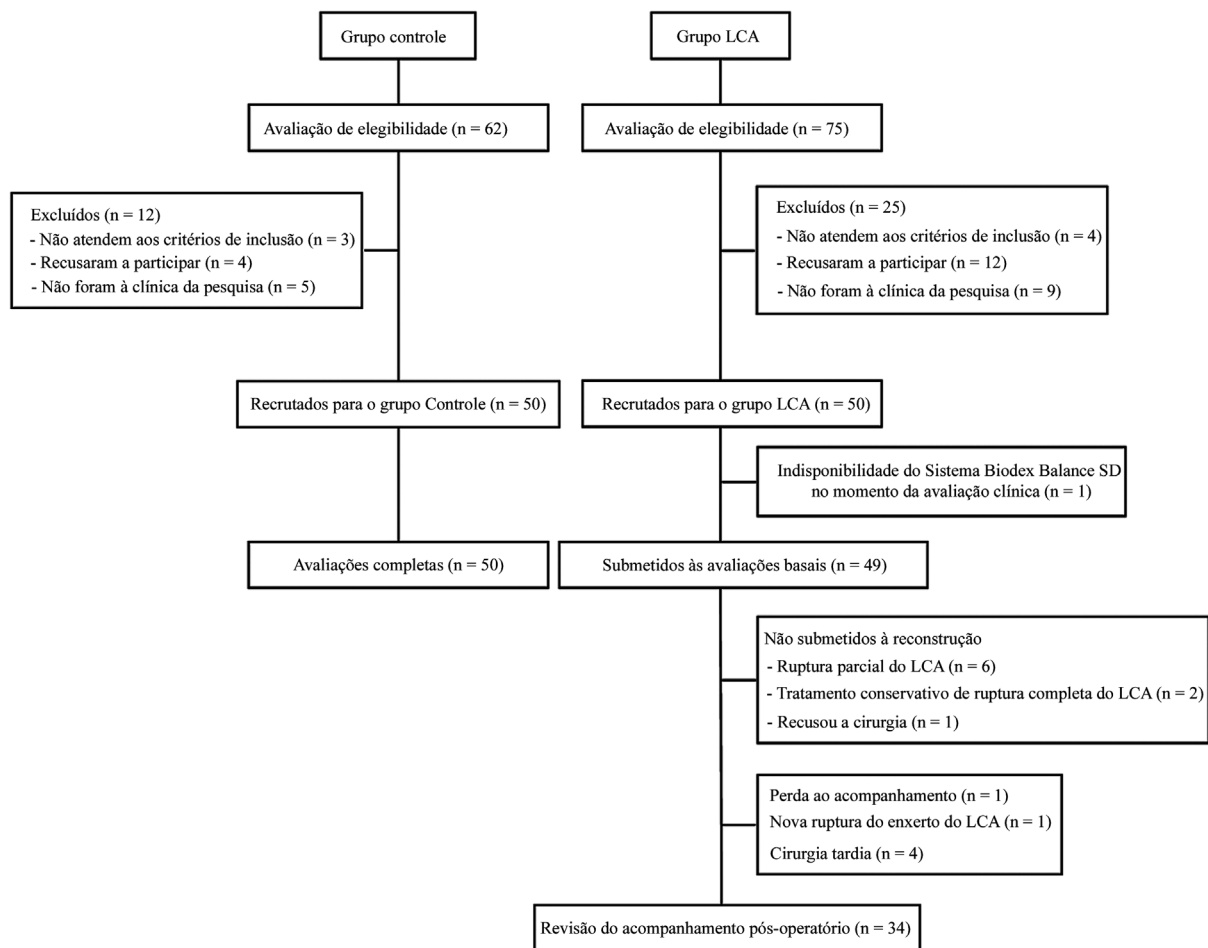 Grupo controle
Grupo LCA
Avaliação de elegibilidade (n = 62)
Avaliação de elegibilidade (n = 75)
Excluídos (n = 12)
- Não atendem aos critérios de inclusão (n = 3)
- Recusaram a participar (n = 4)
- Não foram à clínica da pesquisa (n = 5)
Excluídos (n = 25)
- Não atendem aos critérios de inclusão (n = 4)
- Recusaram a participar (n = 12)
- Não foram à clínica da pesquisa (n = 9)
Recrutados para o grupo Controle (n = 50)
Recrutados para o grupo LCA (n = 50)
Indisponibilidade do Sistema Biodex Balance SD
no momento da avaliação clínica (n = 1)
Avaliações completas (n = 50)
Submetidos às avaliações basais (n = 49)
Não submetidos à reconstrução
- Ruptura parcial do LCA (n = 6)
- Tratamento conservativo de ruptura completa do LCA (n = 2)
- Recusou a cirurgia (n = 1)
Perda ao acompanhamento (n = 1)
Nova ruptura do enxerto do LCA (n = 1)
Cirurgia tardia (n = 4)
Revisão do acompanhamento pós-operatório (n = 34)